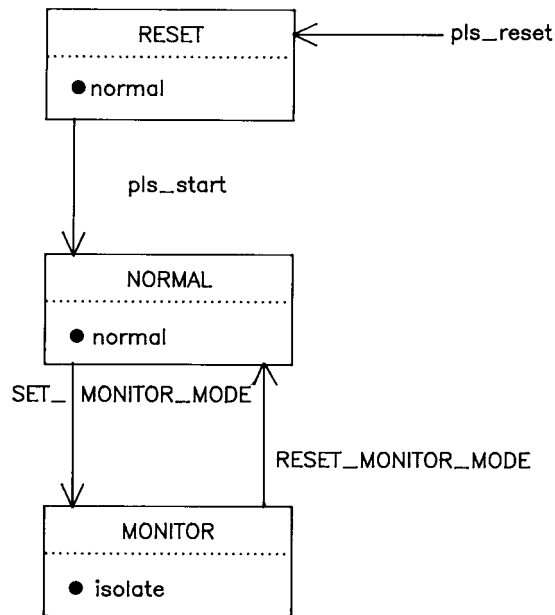 RESET
pls_reset
● normal
pls_start
NORMAL
● normal
SET_ MONITOR_MODE
RESET_MONITOR_MODE
MONITOR
● isolate